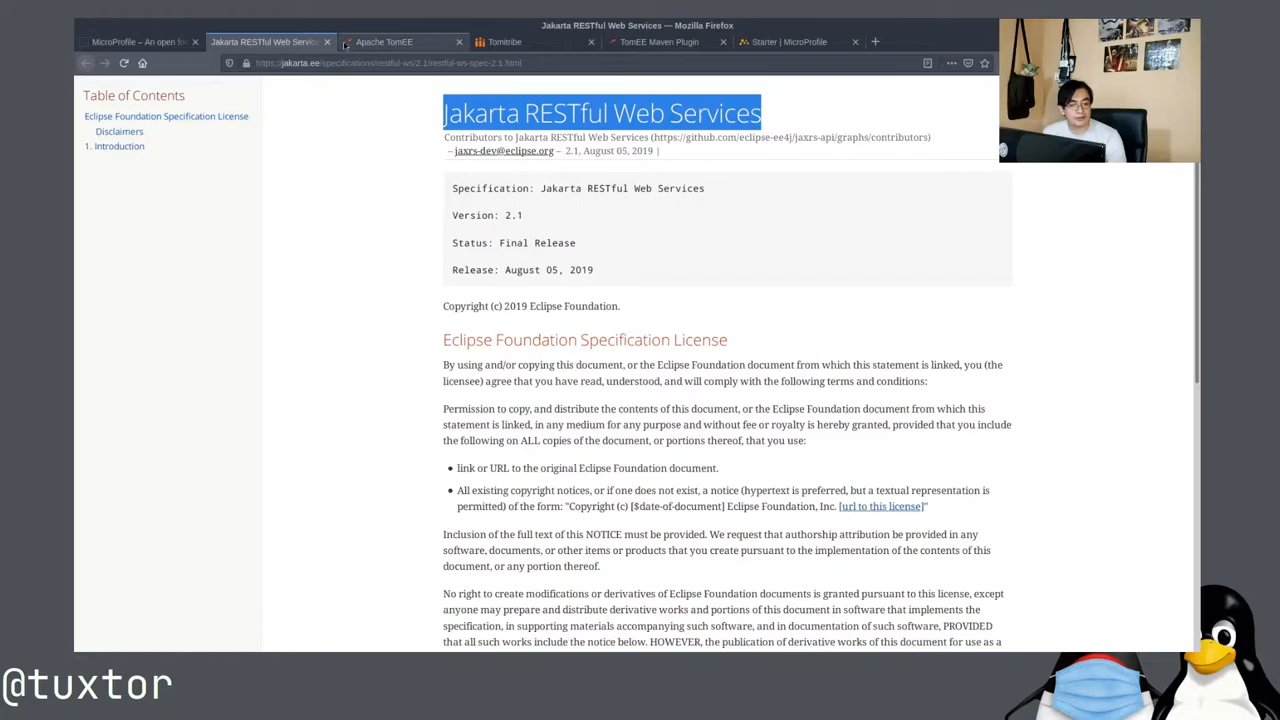 Jakarta RESTful Web Services — Mozilla Firefox
MicroProfile – An open fo
Jakarta RESTful Web Servic
Apache TomEE
Tomitribe
TomEE Maven Plugin
Starter | MicroProfile
https://jakarta.ee/specifications/restful-ws/2.1/restful-ws-spec-2.1.html
Table of Contents
Eclipse Foundation Specification License
Disclaimers
1. Introduction
Jakarta RESTful Web Services
Contributors to Jakarta RESTful Web Services (https://github.com/eclipse-ee4j/jaxrs-api/graphs/contributors)
– jaxrs-dev@eclipse.org – 2.1, August 05, 2019 |
Specification: Jakarta RESTful Web Services
Version: 2.1
Status: Final Release
Release: August 05, 2019
Copyright (c) 2019 Eclipse Foundation.
Eclipse Foundation Specification License
By using and/or copying this document, or the Eclipse Foundation document from which this statement is linked, you (the
licensee) agree that you have read, understood, and will comply with the following terms and conditions:
Permission to copy, and distribute the contents of this document, or the Eclipse Foundation document from which this
statement is linked, in any medium for any purpose and without fee or royalty is hereby granted, provided that you include
the following on ALL copies of the document, or portions thereof, that you use:
• link or URL to the original Eclipse Foundation document.
• All existing copyright notices, or if one does not exist, a notice (hypertext is preferred, but a textual representation is
permitted) of the form: "Copyright (c) [$date-of-document] Eclipse Foundation, Inc. [url to this license]"
Inclusion of the full text of this NOTICE must be provided. We request that authorship attribution be provided in any
software, documents, or other items or products that you create pursuant to the implementation of the contents of this
document, or any portion thereof.
No right to create modifications or derivatives of Eclipse Foundation documents is granted pursuant to this license, except
anyone may prepare and distribute derivative works and portions of this document in software that implements the
specification, in supporting materials accompanying such software, and in documentation of such software, PROVIDED
that all such works include the notice below. HOWEVER, the publication of derivative works of this document for use as a
@tuxtor